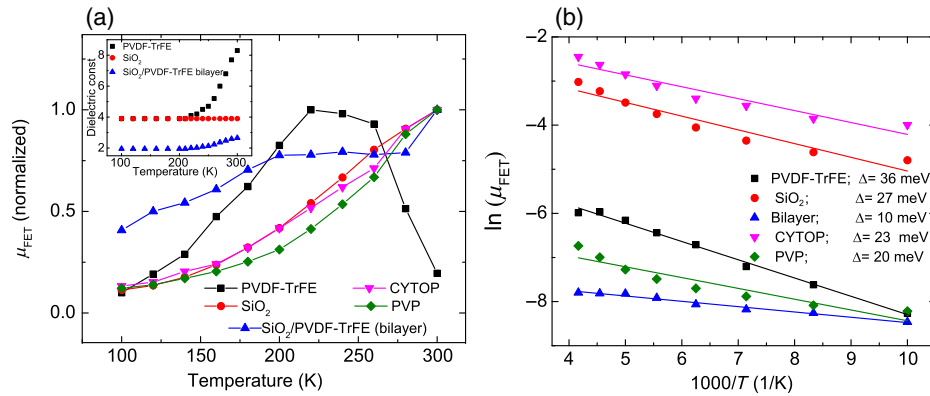 (a)
PVDF-TrFE
SiO₂
SiO₂/PVDF-TrFE bilayer
Dielectric const
8
6
4
2
100 150 200 250 300
Temperature (K)
μFET (normalized)
1.0
0.5
0.0
PVDF-TrFE
CYTOP
SiO₂
PVP
SiO₂/PVDF-TrFE (bilayer)
100 150 200 250 300
Temperature (K)
(b)
ln (μFET)
−2
−4
−6
−8
PVDF-TrFE; Δ= 36 meV
SiO₂; Δ= 27 meV
Bilayer; Δ= 10 meV
CYTOP; Δ= 23 meV
PVP; Δ= 20 meV
4 5 6 7 8 9 10
1000/T (1/K)